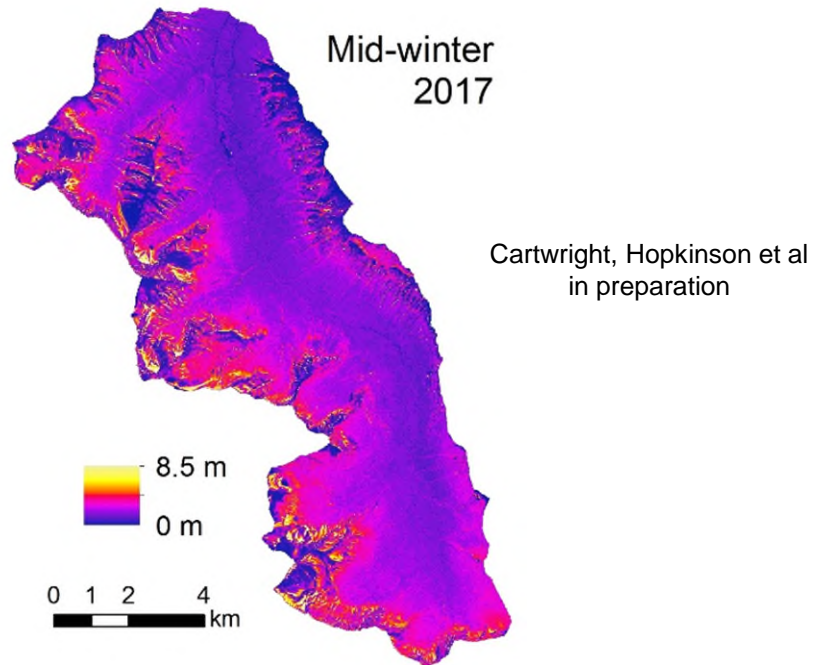 Mid-winter
2017
Cartwright, Hopkinson et al
in preparation
8.5 m
0 m
0 1 2 4
km